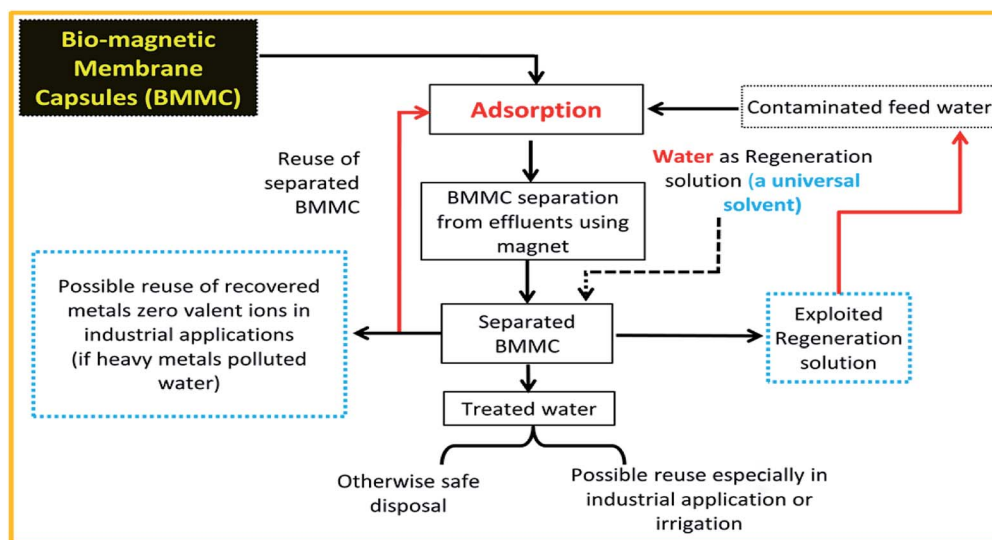 Bio-magnetic
Membrane
Capsules (BMMC)
Adsorption
Contaminated feed water
Reuse of
separated
BMMC
Water as Regeneration
solution (a universal
solvent)
BMMC separation
from effluents using
magnet
Possible reuse of recovered
metals zero valent ions in
industrial applications
(if heavy metals polluted
water)
Separated
BMMC
Exploited
Regeneration
solution
Treated water
Otherwise safe
disposal
Possible reuse especially in
industrial application or
irrigation